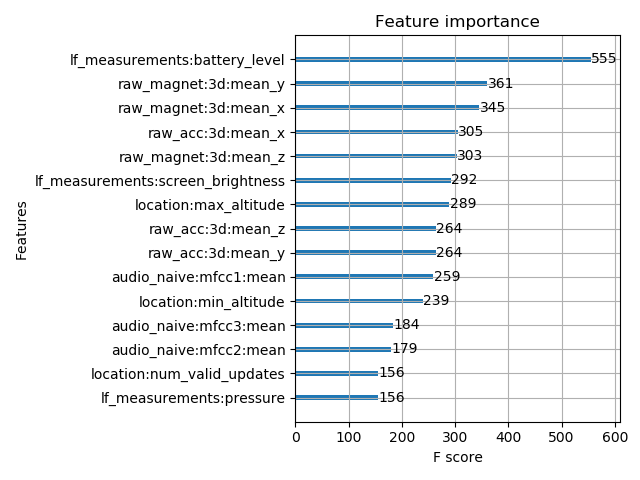 Feature importance
lf_measurements:battery_level 555
raw_magnet:3d:mean_y 361
raw_magnet:3d:mean_x 345
raw_acc:3d:mean_x 305
raw_magnet:3d:mean_z 303
lf_measurements:screen_brightness 292
location:max_altitude 289
raw_acc:3d:mean_z 264
raw_acc:3d:mean_y 264
audio_naive:mfcc1:mean 259
location:min_altitude 239
audio_naive:mfcc3:mean 184
audio_naive:mfcc2:mean 179
location:num_valid_updates 156
lf_measurements:pressure 156
Features
0 100 200 300 400 500 600
F score